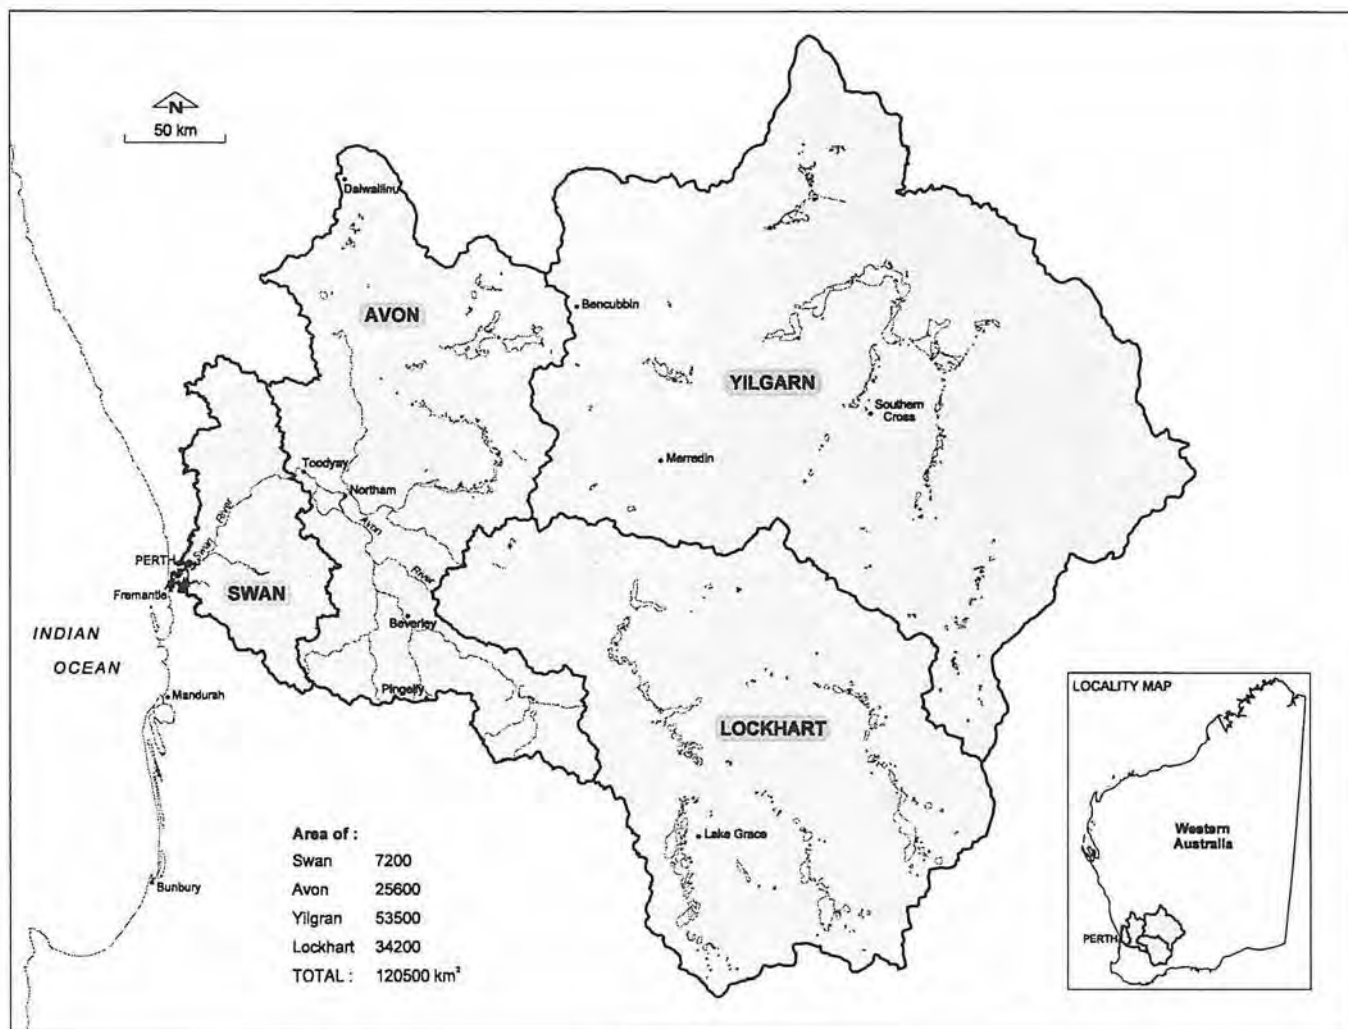 N
50 km
Dalwallinu
AVON
Bencubbin
YILGARN
Southern
Cross
Merredin
Toodyay
Northam
Avon
River
Swan River
PERTH
Fremantle
SWAN
Beverley
Pingelly
INDIAN
OCEAN
Mandurah
LOCKHART
Lake Grace
Bunbury
Area of :
Swan 7200
Avon 25600
Yilgran 53500
Lockhart 34200
TOTAL : 120500 km²
LOCALITY MAP
Western
Australia
PERTH